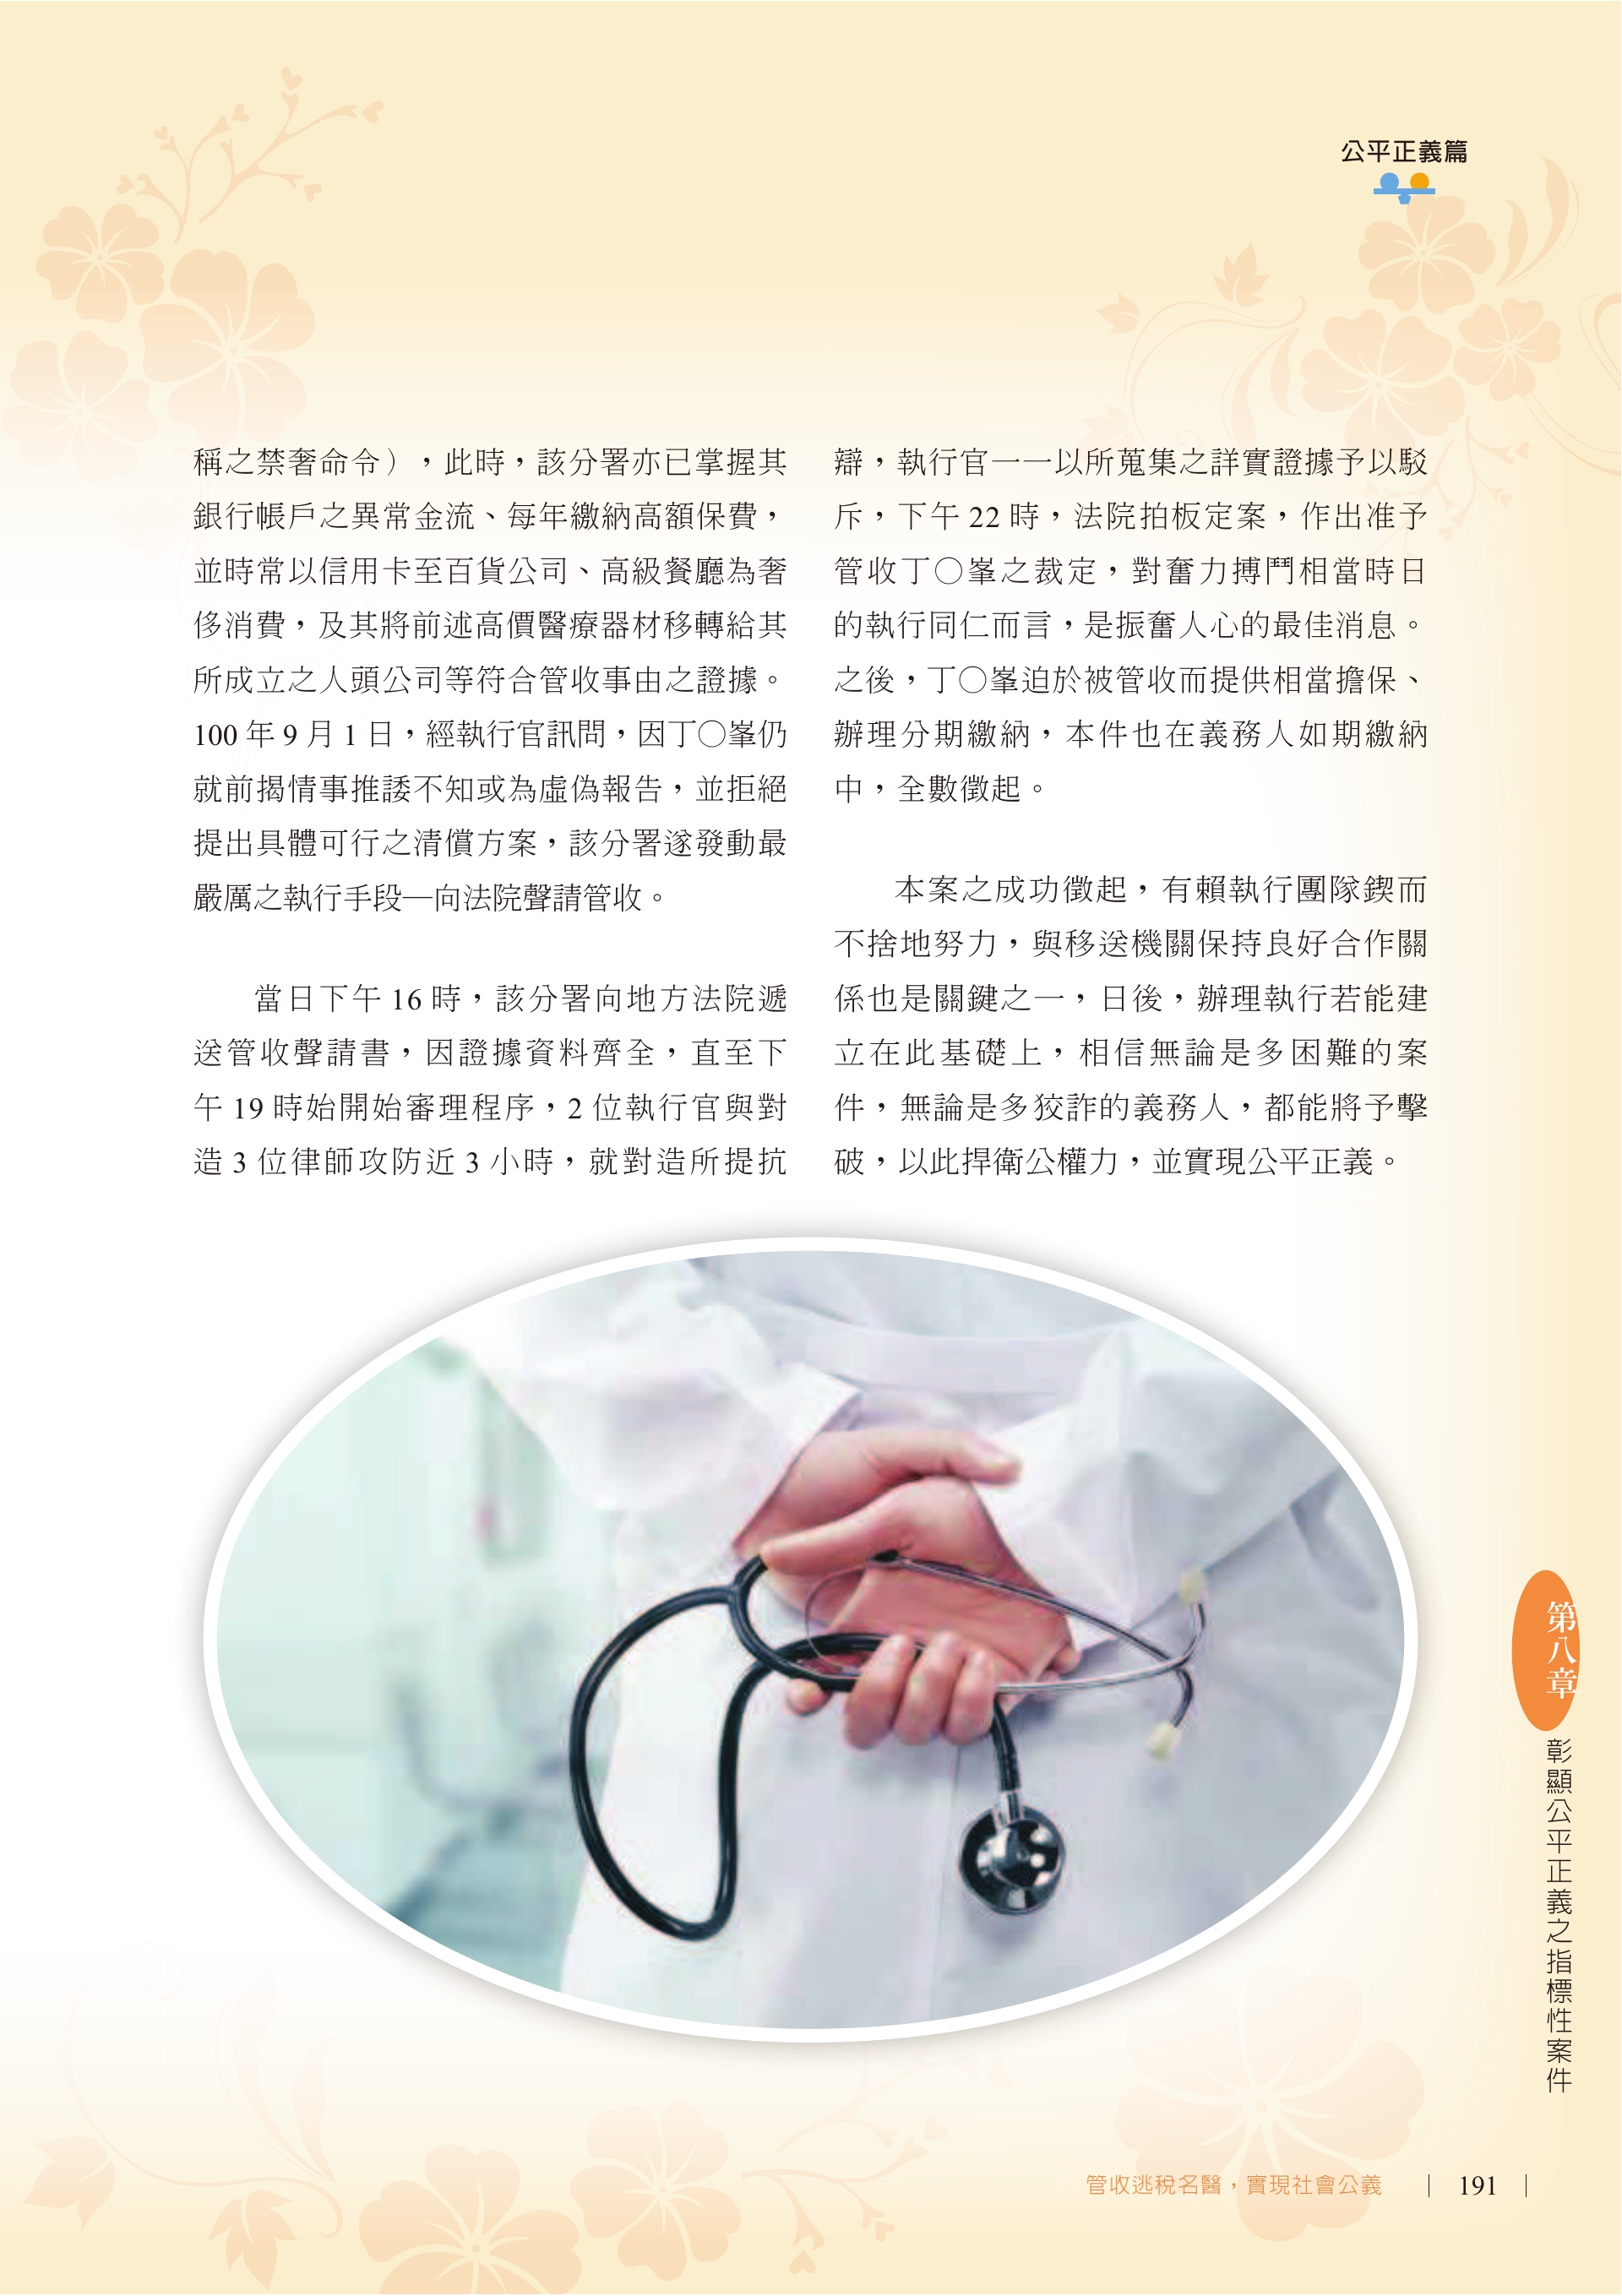 公平正義篇
稱之禁奢命令），此時，該分署亦已掌握其
銀行帳戶之異常金流、每年繳納高額保費，
並時常以信用卡至百貨公司、高級餐廳為奢
侈消費，及其將前述高價醫療器材移轉給其
所成立之人頭公司等符合管收事由之證據。
100 年 9 月 1 日，經執行官訊問，因丁○峯仍
就前揭情事推諉不知或為虛偽報告，並拒絕
提出具體可行之清償方案，該分署遂發動最
嚴厲之執行手段—向法院聲請管收。
當日下午 16 時，該分署向地方法院遞
送管收聲請書，因證據資料齊全，直至下
午 19 時始開始審理程序，2 位執行官與對
造 3 位律師攻防近 3 小時，就對造所提抗
辯，執行官一一以所蒐集之詳實證據予以駁
斥，下午 22 時，法院拍板定案，作出准予
管收丁○峯之裁定，對奮力搏鬥相當時日
的執行同仁而言，是振奮人心的最佳消息。
之後，丁○峯迫於被管收而提供相當擔保、
辦理分期繳納，本件也在義務人如期繳納
中，全數徵起。
本案之成功徵起，有賴執行團隊鍥而
不捨地努力，與移送機關保持良好合作關
係也是關鍵之一，日後，辦理執行若能建
立在此基礎上，相信無論是多困難的案
件，無論是多狡詐的義務人，都能將予擊
破，以此捍衛公權力，並實現公平正義。
第八章
彰顯公平正義之指標性案件
管收逃稅名醫，實現社會公義 | 191 |